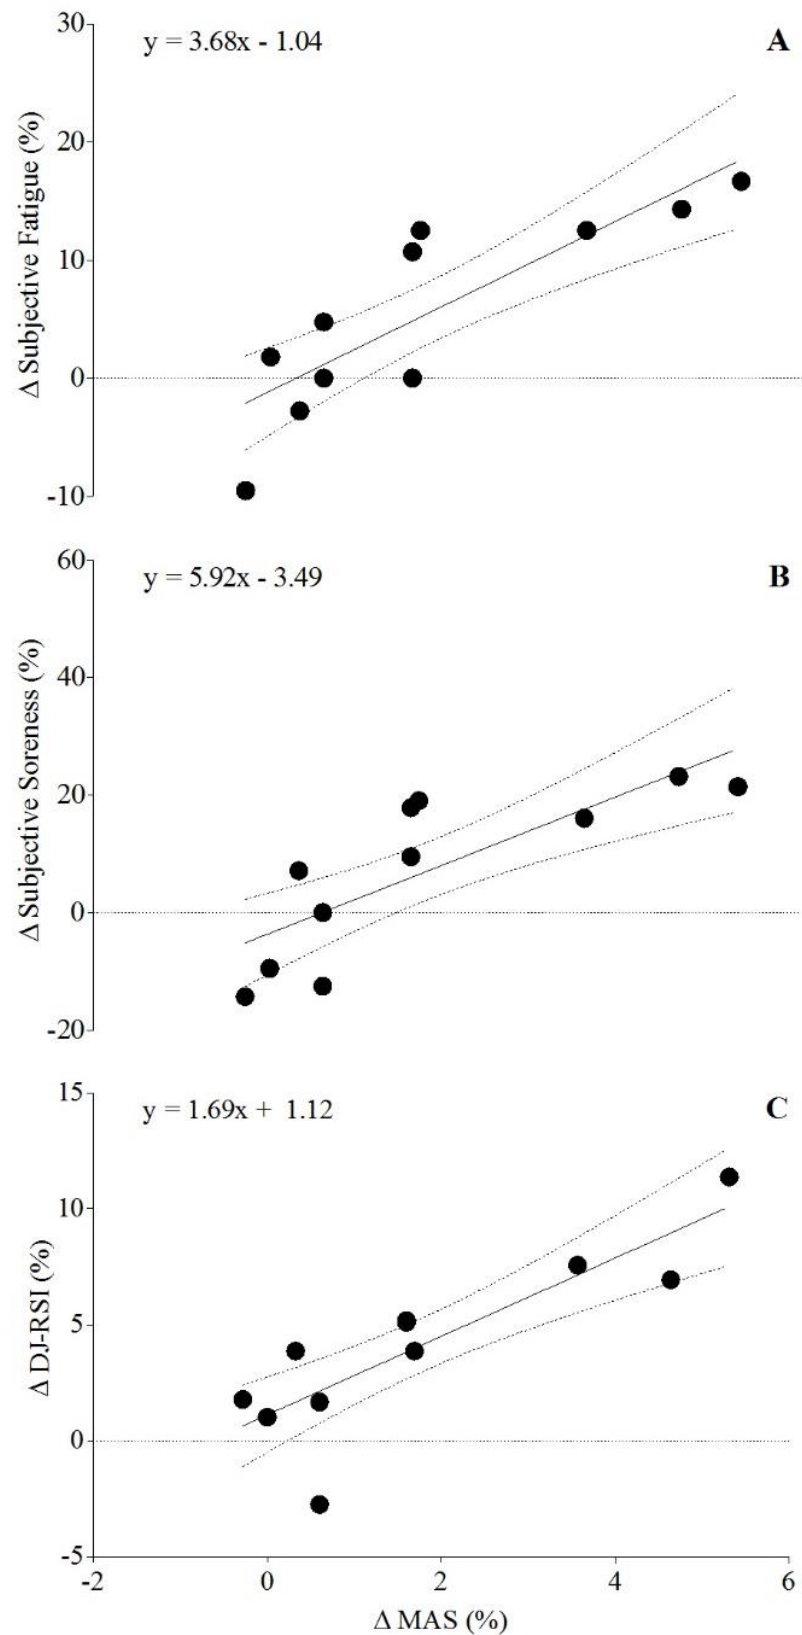 y = 3.68x - 1.04
A
30
20
10
0
-10
Δ Subjective Fatigue (%)
y = 5.92x - 3.49
B
60
40
20
0
-20
Δ Subjective Soreness (%)
y = 1.69x + 1.12
C
15
10
5
0
-5
Δ DJ-RSI (%)
-2 0 2 4 6
Δ MAS (%)